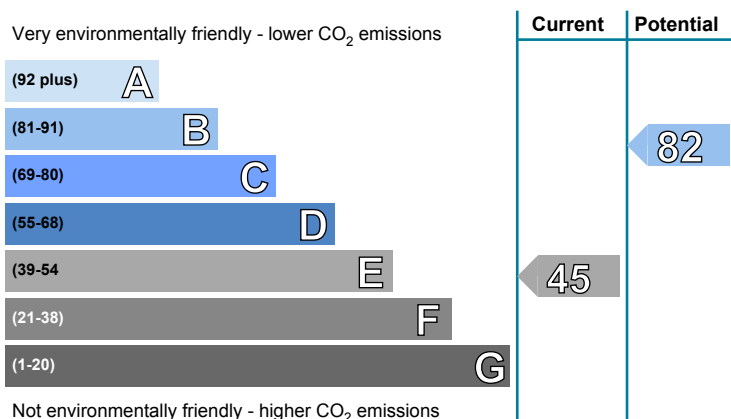 Very environmentally friendly - lower CO₂ emissions
Current Potential
(92 plus) A
(81-91) B
82
(69-80) C
(55-68) D
(39-54 E
45
(21-38) F
(1-20) G
Not environmentally friendly - higher CO₂ emissions